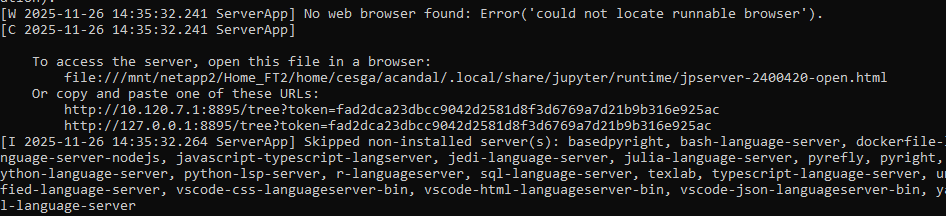 ation).
[W 2025-11-26 14:35:32.241 ServerApp] No web browser found: Error('could not locate runnable browser').
[C 2025-11-26 14:35:32.241 ServerApp]
To access the server, open this file in a browser:
file:///mnt/netapp2/Home_FT2/home/cesga/acandal/.local/share/jupyter/runtime/jpserver-2400420-open.html
Or copy and paste one of these URLs:
http://10.120.7.1:8895/tree?token=fad2dca23dbcc9042d2581d8f3d6769a7d21b9b316e925ac
http://127.0.0.1:8895/tree?token=fad2dca23dbcc9042d2581d8f3d6769a7d21b9b316e925ac
[I 2025-11-26 14:35:32.264 ServerApp] Skipped non-installed server(s): basedpyright, bash-language-server, dockerfile-
nguage-server-nodejs, javascript-typescript-langserver, jedi-language-server, julia-language-server, pyrefly, pyright,
ython-language-server, python-lsp-server, r-languageserver, sql-language-server, texlab, typescript-language-server, un
fied-language-server, vscode-css-languageserver-bin, vscode-html-languageserver-bin, vscode-json-languageserver-bin, ya
l-language-server